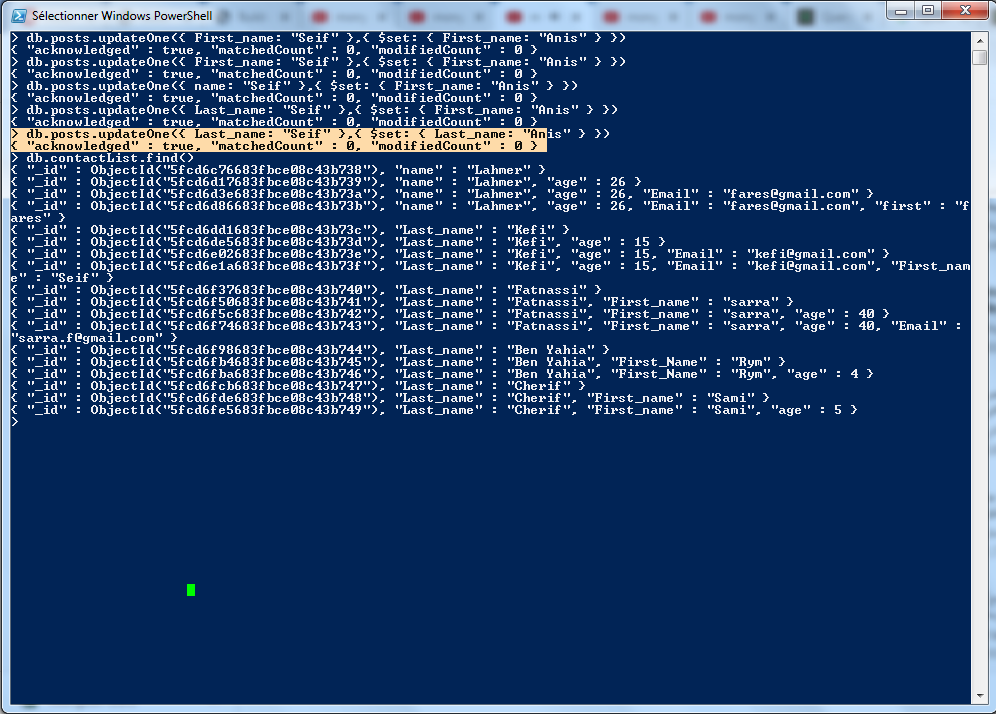 Sélectionner Windows PowerShell
> db.posts.updateOne({ First_name: "Seif" },{ $set: { First_name: "Anis" } })
{ "acknowledged" : true, "matchedCount" : 0, "modifiedCount" : 0 }
> db.posts.updateOne({ First_name: "Seif" },{ $set: { First_name: "Anis" } })
{ "acknowledged" : true, "matchedCount" : 0, "modifiedCount" : 0 }
> db.posts.updateOne({ name: "Seif" },{ $set: { First_name: "Anis" } })
{ "acknowledged" : true, "matchedCount" : 0, "modifiedCount" : 0 }
> db.posts.updateOne({ Last_name: "Seif" },{ $set: { First_name: "Anis" } })
{ "acknowledged" : true, "matchedCount" : 0, "modifiedCount" : 0 }
> db.posts.updateOne({ Last_name: "Seif" },{ $set: { Last_name: "Anis" } })
{ "acknowledged" : true, "matchedCount" : 0, "modifiedCount" : 0 }
> db.contactList.find()
{ "_id" : ObjectId("5fcd6c76683fbce08c43b738"), "name" : "Lahmer" }
{ "_id" : ObjectId("5fcd6d17683fbce08c43b739"), "name" : "Lahmer", "age" : 26 }
{ "_id" : ObjectId("5fcd6d3e683fbce08c43b73a"), "name" : "Lahmer", "age" : 26, "Email" : "fares@gmail.com" }
{ "_id" : ObjectId("5fcd6d86683fbce08c43b73b"), "name" : "Lahmer", "age" : 26, "Email" : "fares@gmail.com", "first" : "f
ares" }
{ "_id" : ObjectId("5fcd6dd1683fbce08c43b73c"), "Last_name" : "Kefi" }
{ "_id" : ObjectId("5fcd6de5683fbce08c43b73d"), "Last_name" : "Kefi", "age" : 15 }
{ "_id" : ObjectId("5fcd6e02683fbce08c43b73e"), "Last_name" : "Kefi", "age" : 15, "Email" : "kefi@gmail.com" }
{ "_id" : ObjectId("5fcd6e1a683fbce08c43b73f"), "Last_name" : "Kefi", "age" : 15, "Email" : "kefi@gmail.com", "First_nam
e" : "Seif" }
{ "_id" : ObjectId("5fcd6f37683fbce08c43b740"), "Last_name" : "Fatnassi" }
{ "_id" : ObjectId("5fcd6f50683fbce08c43b741"), "Last_name" : "Fatnassi", "First_name" : "sarra" }
{ "_id" : ObjectId("5fcd6f5c683fbce08c43b742"), "Last_name" : "Fatnassi", "First_name" : "sarra", "age" : 40 }
{ "_id" : ObjectId("5fcd6f74683fbce08c43b743"), "Last_name" : "Fatnassi", "First_name" : "sarra", "age" : 40, "Email" :
"sarra.f@gmail.com" }
{ "_id" : ObjectId("5fcd6f98683fbce08c43b744"), "Last_name" : "Ben Yahia" }
{ "_id" : ObjectId("5fcd6fb4683fbce08c43b745"), "Last_name" : "Ben Yahia", "First_Name" : "Rym" }
{ "_id" : ObjectId("5fcd6fba683fbce08c43b746"), "Last_name" : "Ben Yahia", "First_Name" : "Rym", "age" : 4 }
{ "_id" : ObjectId("5fcd6fcb683fbce08c43b747"), "Last_name" : "Cherif" }
{ "_id" : ObjectId("5fcd6fde683fbce08c43b748"), "Last_name" : "Cherif", "First_name" : "Sami" }
{ "_id" : ObjectId("5fcd6fe5683fbce08c43b749"), "Last_name" : "Cherif", "First_name" : "Sami", "age" : 5 }
>